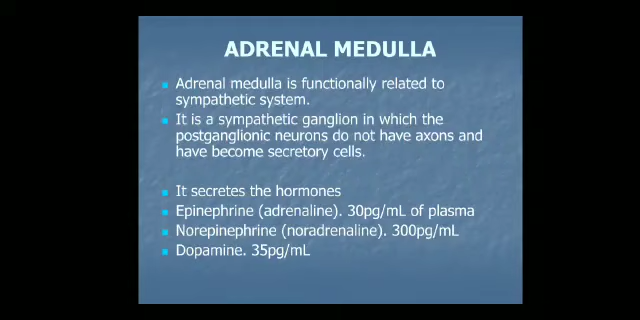 ADRENAL MEDULLA
Adrenal medulla is functionally related to
sympathetic system.
It is a sympathetic ganglion in which the
postganglionic neurons do not have axons and
have become secretory cells.
It secretes the hormones
Epinephrine (adrenaline). 30pg/mL of plasma
Norepinephrine (noradrenaline). 300pg/mL
Dopamine. 35pg/mL